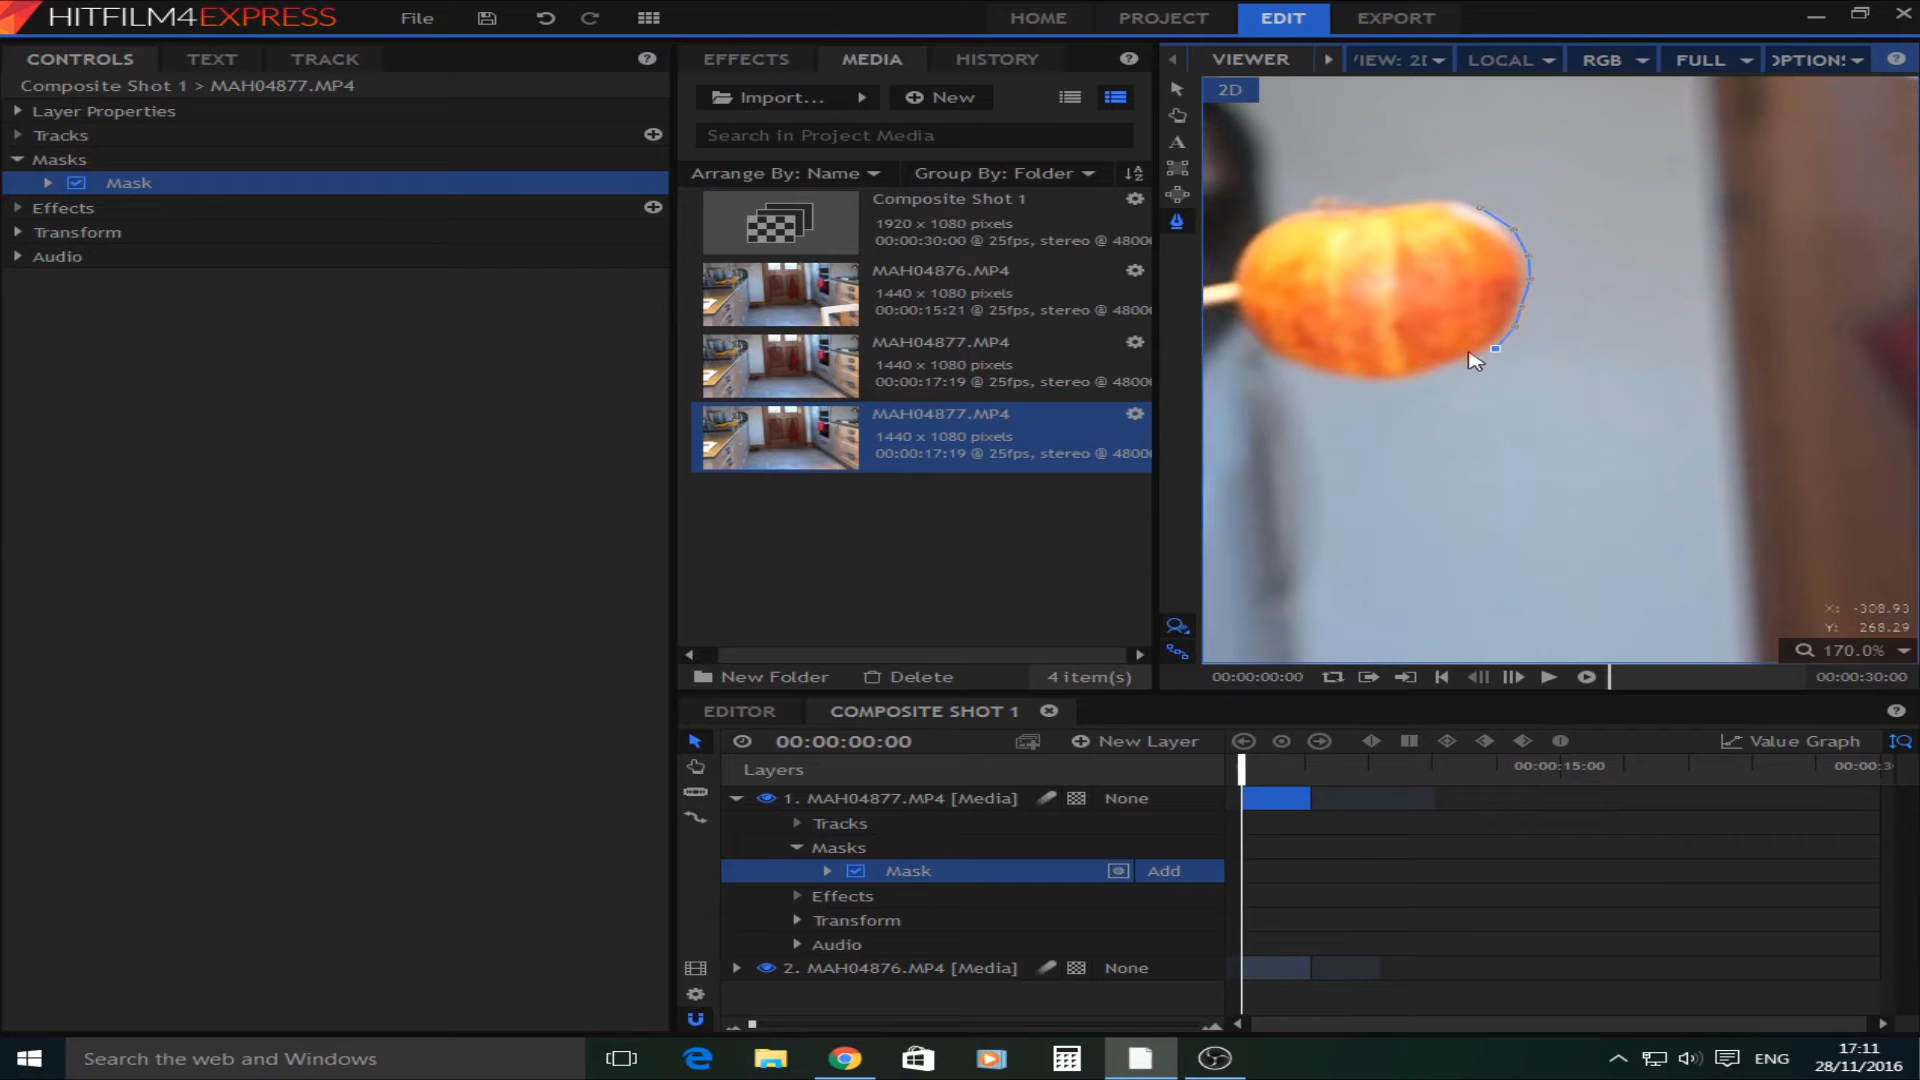 HITFILM4EXPRESS
File
HOME
PROJECT
EDIT
EXPORT
CONTROLS
TEXT
TRACK
Composite Shot 1 > MAH04877.MP4
Layer Properties
Tracks
Masks
Mask
Effects
Transform
Audio
EFFECTS
MEDIA
HISTORY
Import...
New
Search in Project Media
Arrange By: Name
Group By: Folder
Composite Shot 1
1920 x 1080 pixels
00:00:30:00 @ 25fps, stereo @ 48000
MAH04876.MP4
1440 x 1080 pixels
00:00:15:21 @ 25fps, stereo @ 48000
MAH04877.MP4
1440 x 1080 pixels
00:00:17:19 @ 25fps, stereo @ 48000
MAH04877.MP4
1440 x 1080 pixels
00:00:17:19 @ 25fps, stereo @ 48000
New Folder
Delete
4 item(s)
VIEWER
LOCAL
RGB
FULL
2D
X: -308.93
Y: 268.29
170.0%
00:00:00:00
00:00:30:00
EDITOR
COMPOSITE SHOT 1
00:00:00:00
New Layer
Value Graph
Layers
00:00:15:00
00:00:3
1. MAH04877.MP4 [Media]
None
Tracks
Masks
Mask
Add
Effects
Transform
Audio
2. MAH04876.MP4 [Media]
None
Search the web and Windows
ENG
17:11
28/11/2016